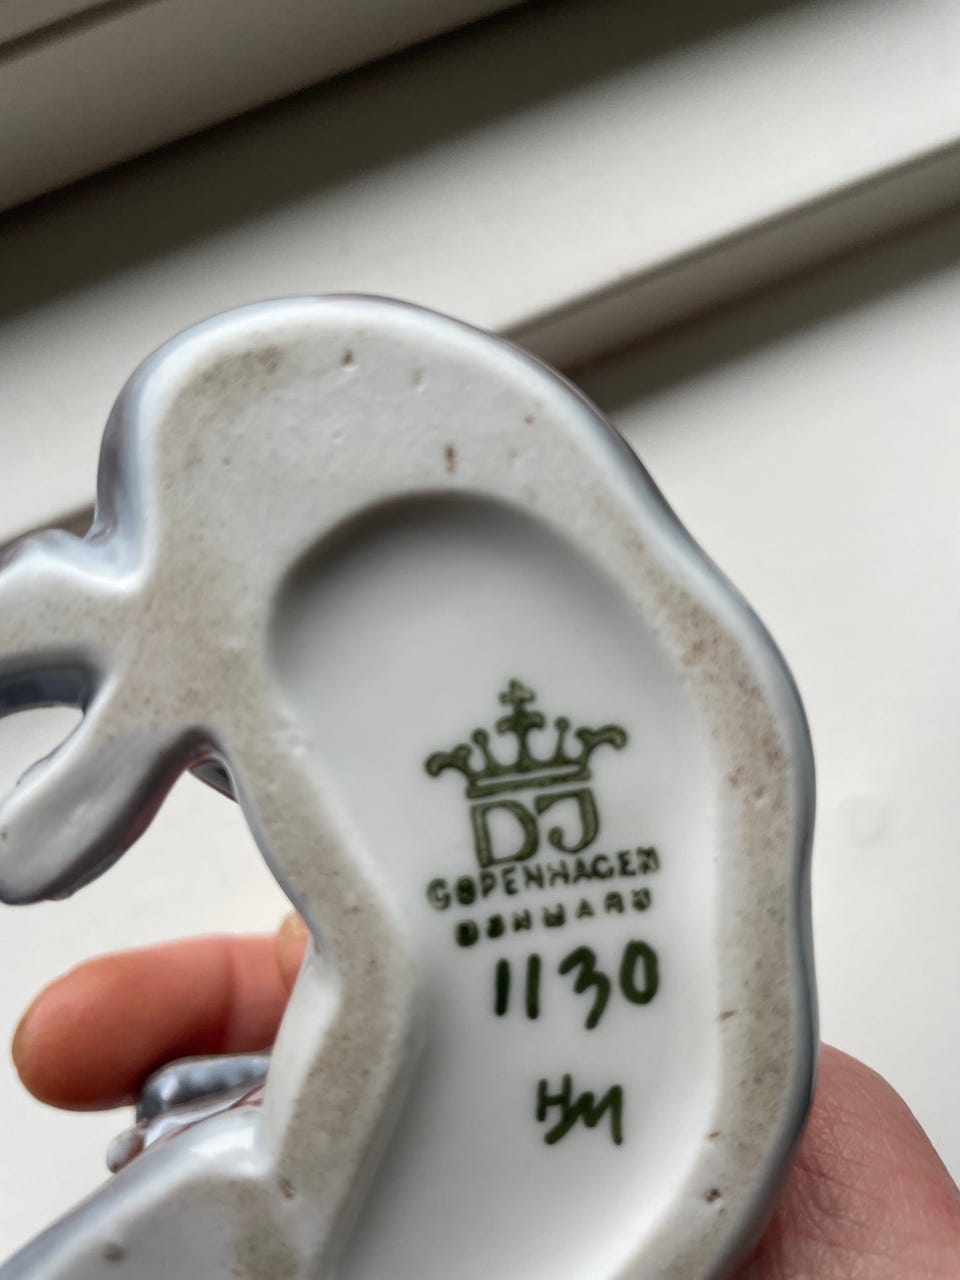 DJ
COPENHAGEN
DENMARK
1130
HM